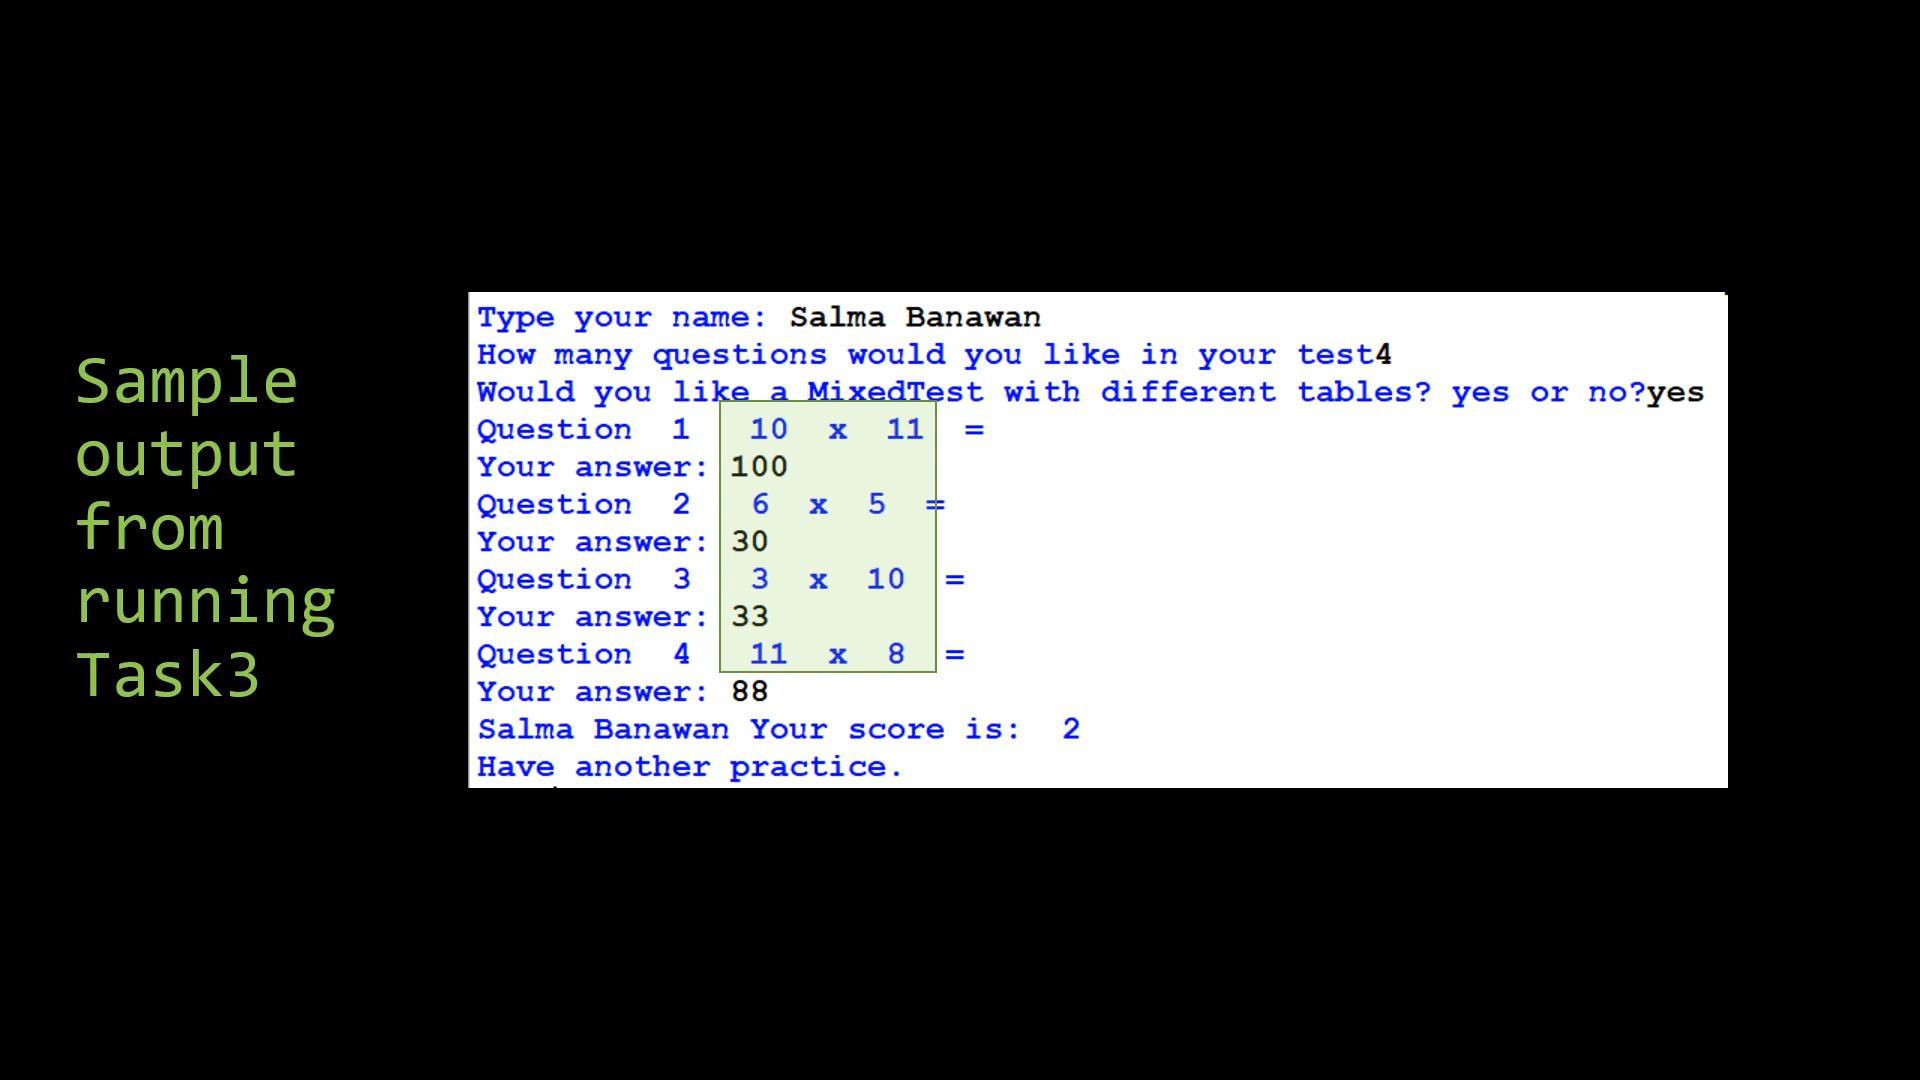 Sample
output
from
running
Task3
Type your name: Salma Banawan
How many questions would you like in your test4
Would you like a MixedTest with different tables? yes or no?yes
Question 1 10 x 11 =
Your answer: 100
Question 2 6 x 5 =
Your answer: 30
Question 3 3 x 10 =
Your answer: 33
Question 4 11 x 8 =
Your answer: 88
Salma Banawan Your score is: 2
Have another practice.